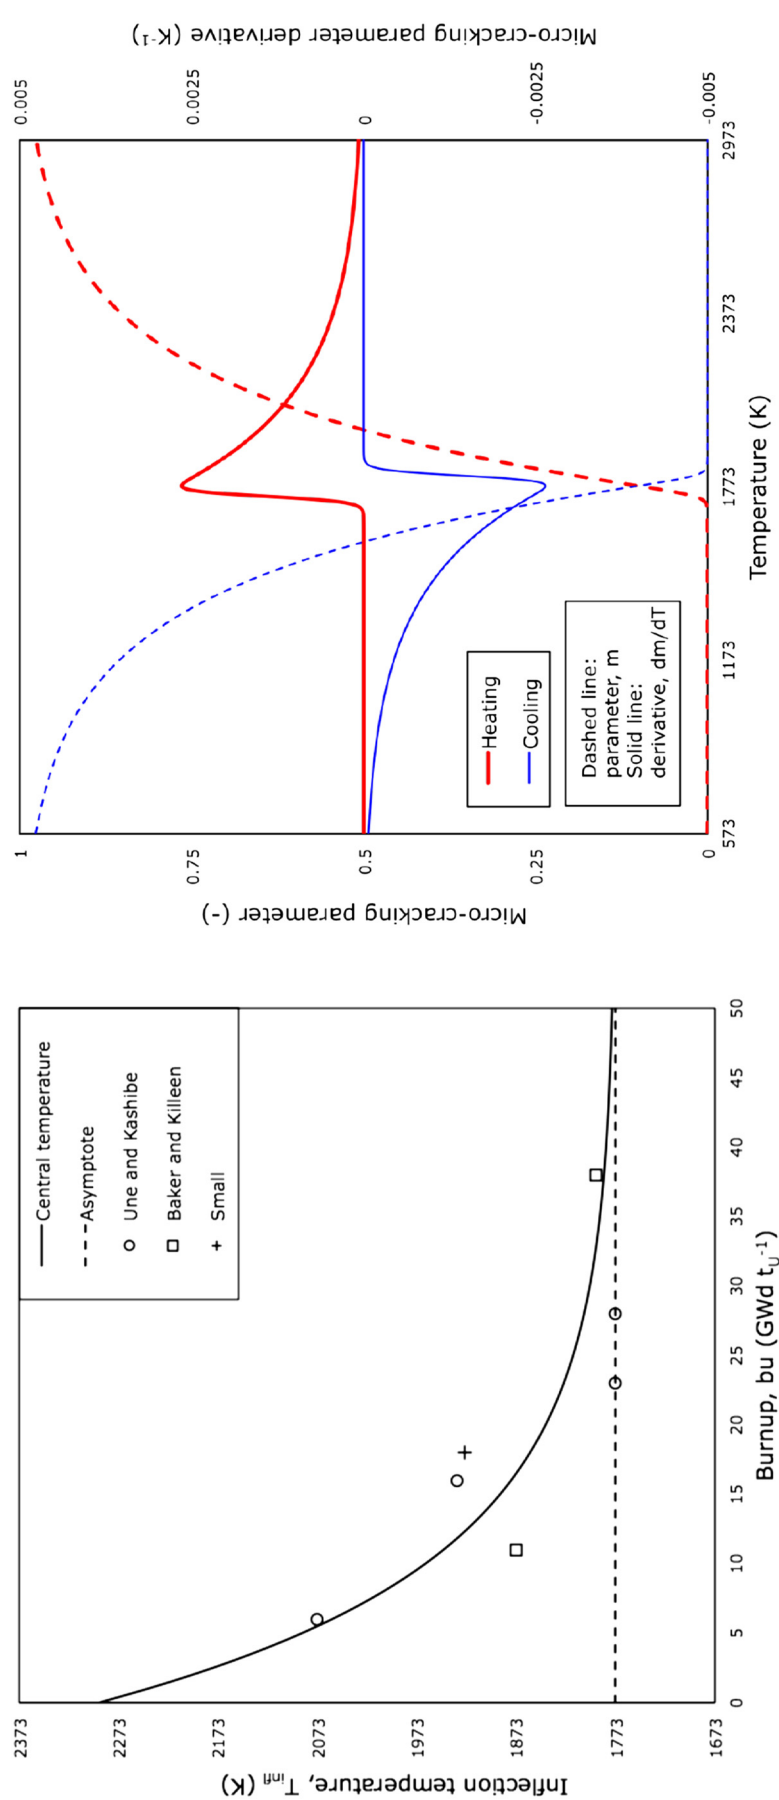 2373
2273
2173
2073
1973
1873
1773
1673
Inflection temperature, T_infl (K)
0
5
10
15
20
25
30
35
40
45
50
Burnup, bu (GWd t_U^-1)
Central temperature
Asymptote
Une and Kashibe
Baker and Killeen
Small
1
0.75
0.5
0.25
0
Micro-cracking parameter (-)
573
1173
1773
2373
2973
Temperature (K)
0.005
0.0025
0
-0.0025
-0.005
Micro-cracking parameter derivative (K^-1)
Heating
Cooling
Dashed line:
parameter, m
Solid line:
derivative, dm/dT